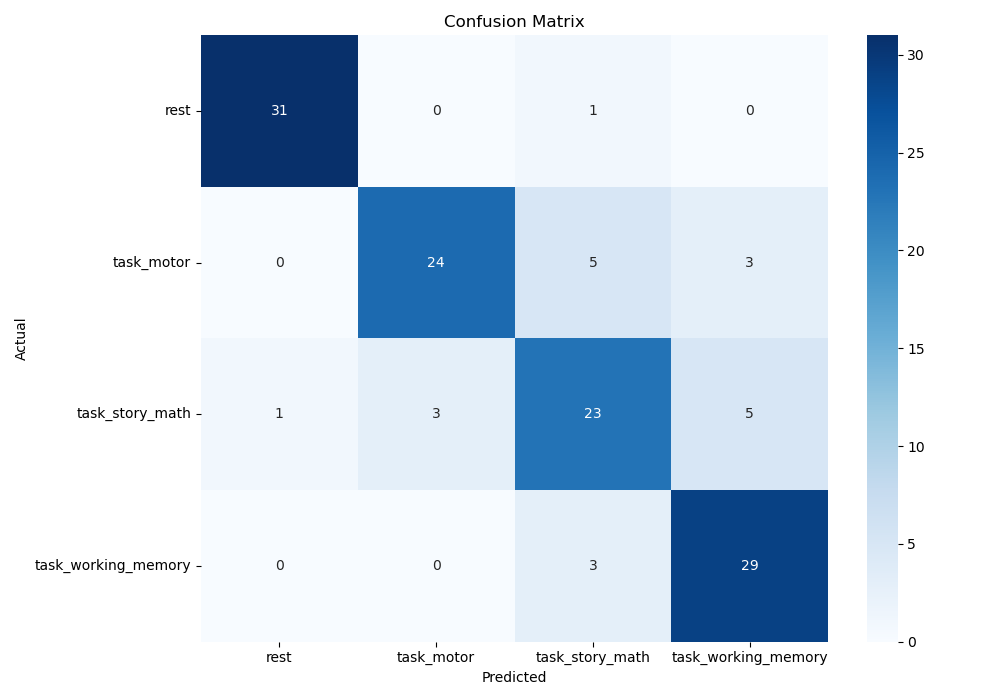 Confusion Matrix
rest 31 0 1 0
task_motor 0 24 5 3
task_story_math 1 3 23 5
task_working_memory 0 0 3 29
rest task_motor task_story_math task_working_memory
Predicted
Actual
30
25
20
15
10
5
0